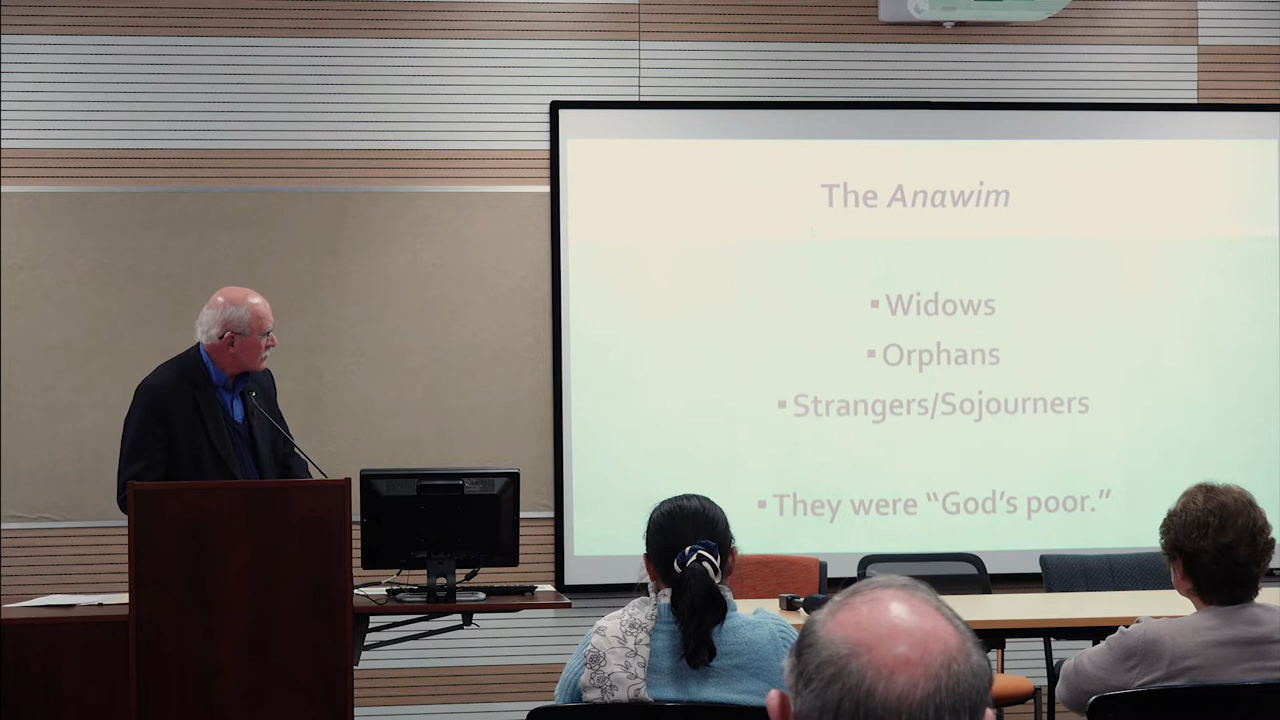 The Anawim
▪Widows
▪Orphans
▪Strangers/Sojourners
▪They were “God’s poor.”